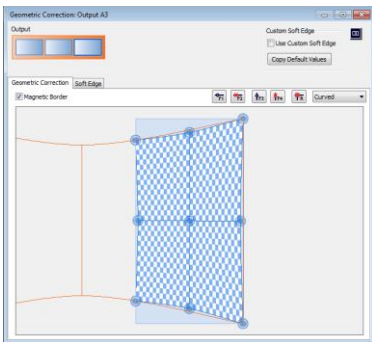 Geometric Correction: Output A3
Output
Custom Soft Edge
Use Custom Soft Edge
Copy Default Values
Geometric Correction Soft Edge
Magnetic Border
Curved